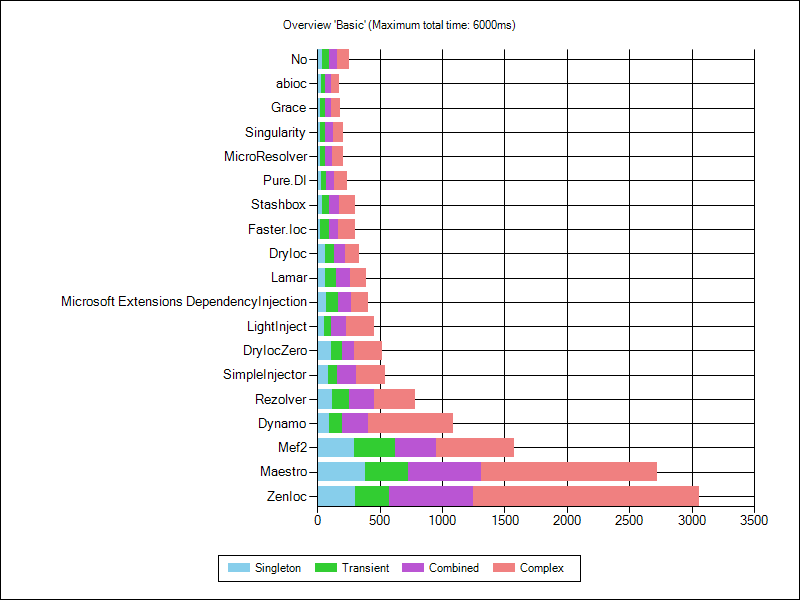 Overview 'Basic' (Maximum total time: 6000ms)
No
abioc
Grace
Singularity
MicroResolver
Pure.DI
Stashbox
Faster.Ioc
DryIoc
Lamar
Microsoft Extensions DependencyInjection
LightInject
DryIocZero
SimpleInjector
Rezolver
Dynamo
Mef2
Maestro
ZenIoc
0 500 1000 1500 2000 2500 3000 3500
Singleton Transient Combined Complex